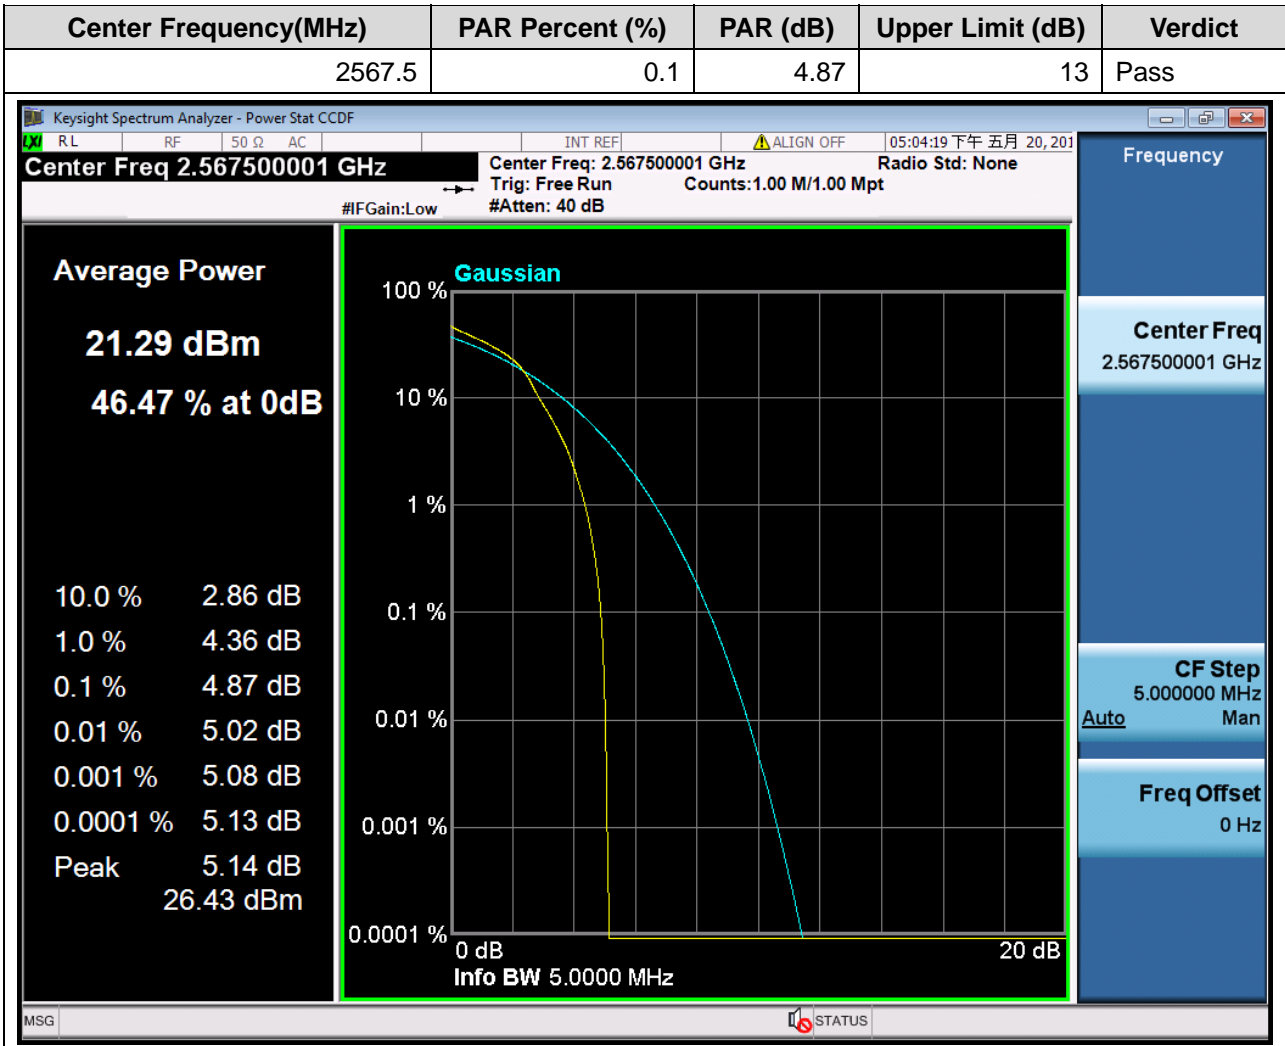 Center Frequency(MHz) PAR Percent (%) PAR (dB) Upper Limit (dB) Verdict
2567.5 0.1 4.87 13 Pass
Keysight Spectrum Analyzer - Power Stat CCDF
LXI RL RF 50 Ω AC INT REF ALIGN OFF 05:04:19 下午 五月 20, 201
Center Freq 2.567500001 GHz
Center Freq: 2.567500001 GHz Radio Std: None
Trig: Free Run Counts:1.00 M/1.00 Mpt
#IFGain:Low #Atten: 40 dB
Average Power
21.29 dBm
46.47 % at 0dB
10.0 % 2.86 dB
1.0 % 4.36 dB
0.1 % 4.87 dB
0.01 % 5.02 dB
0.001 % 5.08 dB
0.0001 % 5.13 dB
Peak 5.14 dB
26.43 dBm
Gaussian
100 %
10 %
1 %
0.1 %
0.01 %
0.001 %
0.0001 %
0 dB 20 dB
Info BW 5.0000 MHz
Frequency
Center Freq
2.567500001 GHz
CF Step
5.000000 MHz
Auto Man
Freq Offset
0 Hz
MSG STATUS